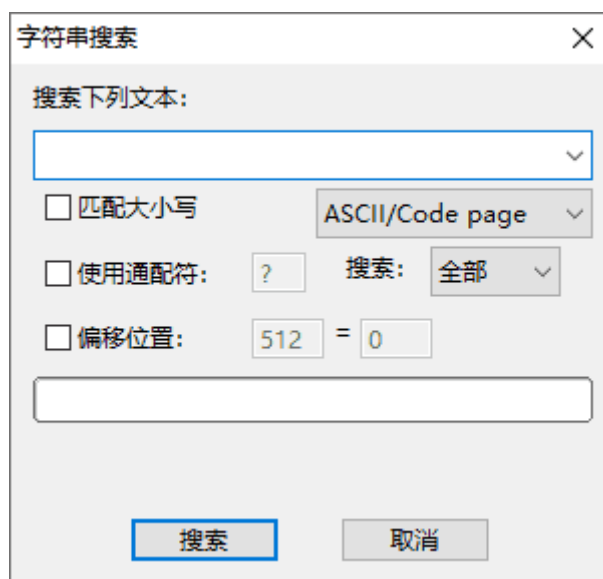 字符串搜索
搜索下列文本:
匹配大小写 ASCII/Code page
使用通配符: ? 搜索: 全部
偏移位置: 512 = 0
搜索 取消